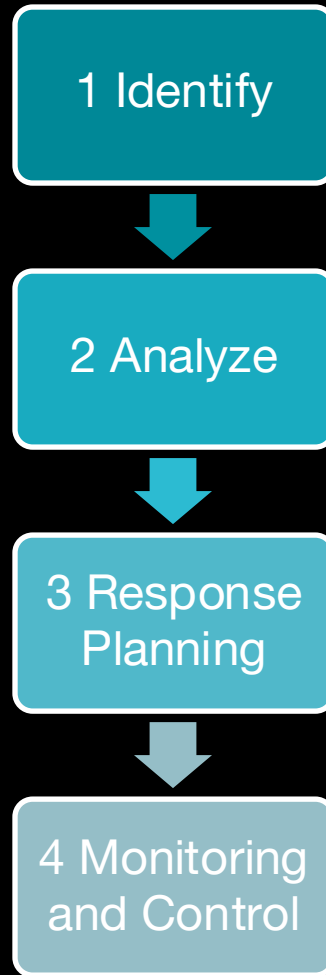 1 Identify
2 Analyze
3 Response
Planning
4 Monitoring
and Control